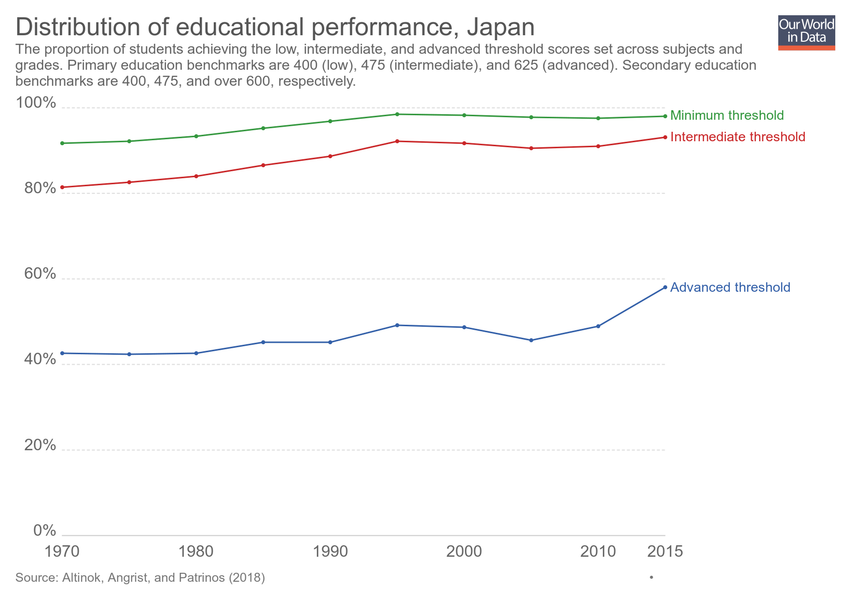 Distribution of educational performance, Japan
Our World
in Data
The proportion of students achieving the low, intermediate, and advanced threshold scores set across subjects and
grades. Primary education benchmarks are 400 (low), 475 (intermediate), and 625 (advanced). Secondary education
benchmarks are 400, 475, and over 600, respectively.
100%
Minimum threshold
Intermediate threshold
80%
60%
Advanced threshold
40%
20%
0%
1970 1980 1990 2000 2010 2015
Source: Altinok, Angrist, and Patrinos (2018)